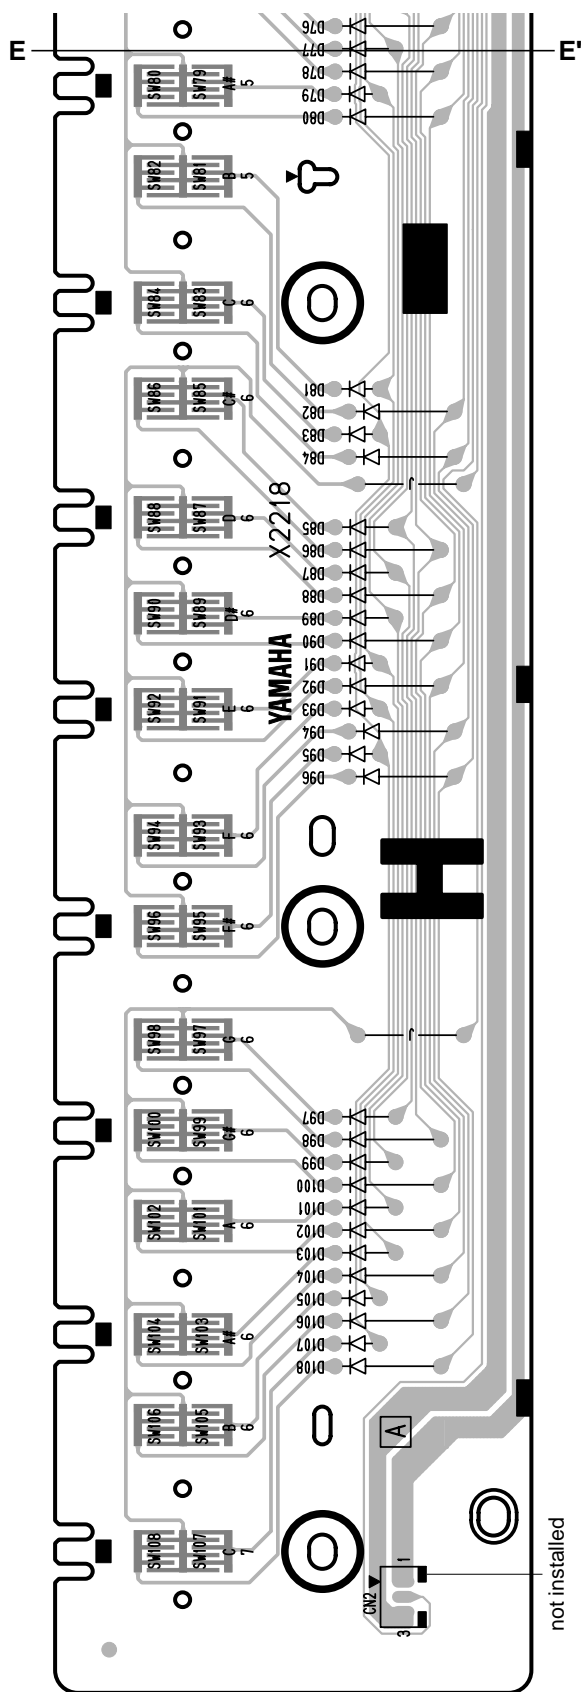 E
E'
D76
D77
D78
D79
D80
SW80
SW79
A#
5
SW82
SW81
B
5
SW84
SW83
C
6
D81
D82
D83
D84
SW86
SW85
C#
6
J
X2218
SW88
SW87
D
6
D85
D86
D87
D88
D89
D90
D91
D92
D93
D94
D95
D96
SW90
SW89
D#
6
YAMAHA
SW92
SW91
E
6
SW94
SW93
F
6
SW96
SW95
F#
6
H
SW98
SW97
G
6
J
D97
D98
D99
D100
D101
D102
D103
D104
D105
D106
D107
D108
SW100
SW99
G#
6
SW102
SW101
A
6
SW104
SW103
A#
6
SW106
SW105
B
6
A
SW108
SW107
C
7
CN2
1
3
not installed